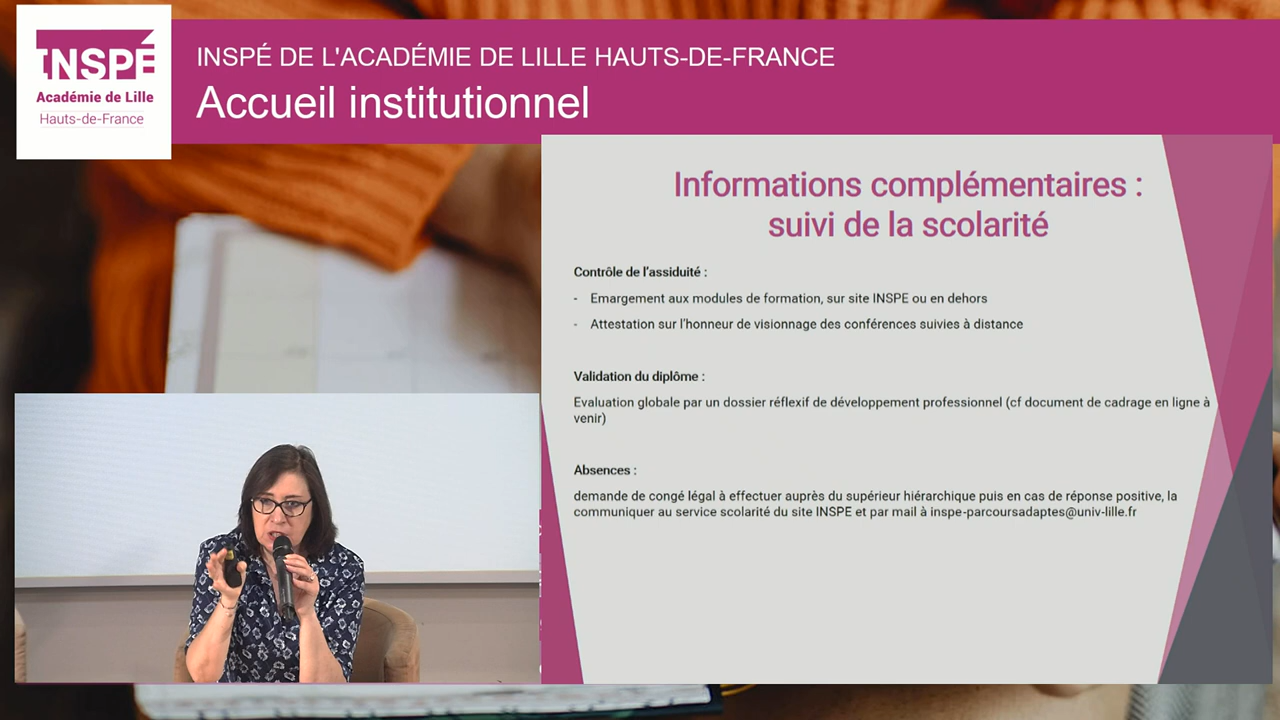 INSPÉ
Académie de Lille
Hauts-de-France
INSPÉ DE L'ACADÉMIE DE LILLE HAUTS-DE-FRANCE
Accueil institutionnel
Informations complémentaires :
suivi de la scolarité
Contrôle de l'assiduité :
- Emargement aux modules de formation, sur site INSPE ou en dehors
- Attestation sur l'honneur de visionnage des conférences suivies à distance
Validation du diplôme :
Evaluation globale par un dossier réflexif de développement professionnel (cf document de cadrage en ligne à
venir)
Absences :
demande de congé légal à effectuer auprès du supérieur hiérarchique puis en cas de réponse positive, la
communiquer au service scolarité du site INSPE et par mail à inspe-parcoursadaptes@univ-lille.fr